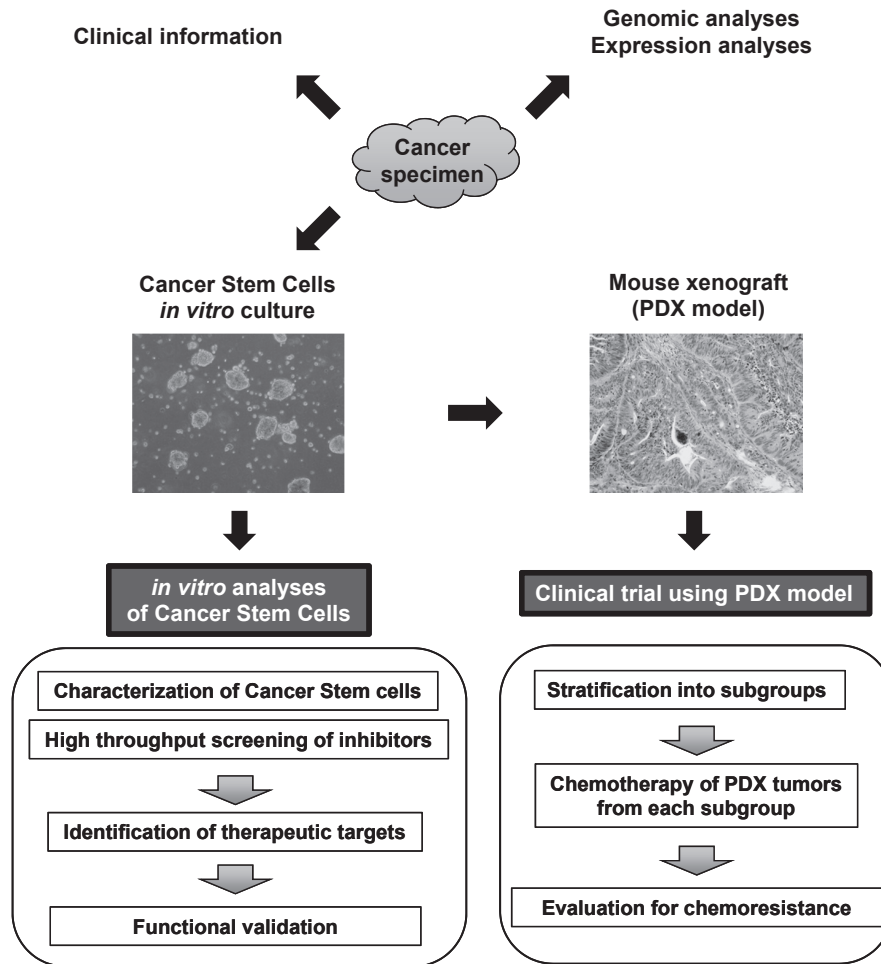 Clinical information
Genomic analyses
Expression analyses
Cancer
specimen
Cancer Stem Cells
in vitro culture
Mouse xenograft
(PDX model)
in vitro analyses
of Cancer Stem Cells
Characterization of Cancer Stem cells
High throughput screening of inhibitors
Identification of therapeutic targets
Functional validation
Clinical trial using PDX model
Stratification into subgroups
Chemotherapy of PDX tumors
from each subgroup
Evaluation for chemoresistance